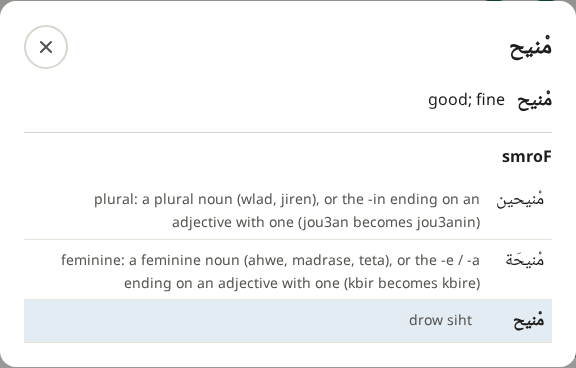 مْنيح
مْنيح good; fine
smroF
مْنيحين plural: a plural noun (wlad, jiren), or the -in ending on an
adjective with one (jou3an becomes jou3anin)
مْنيحَة feminine: a feminine noun (ahwe, madrase, teta), or the -e / -a
ending on an adjective with one (kbir becomes kbire)
مْنيح drow siht